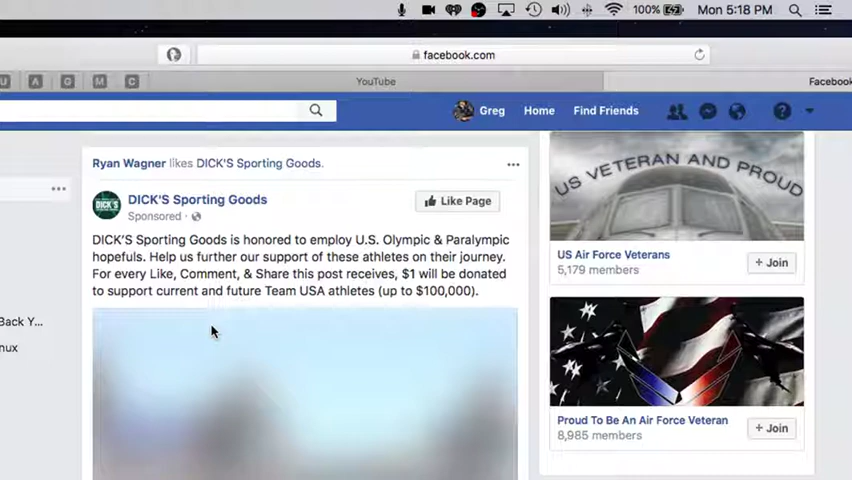 100% Mon 5:18 PM
facebook.com
U A G M C YouTube Facebook
Greg Home Find Friends
Ryan Wagner likes DICK'S Sporting Goods.
DICK'S
DICK'S Sporting Goods
Sponsored ·
Like Page
DICK'S Sporting Goods is honored to employ U.S. Olympic & Paralympic
hopefuls. Help us further our support of these athletes on their journey.
For every Like, Comment, & Share this post receives, $1 will be donated
to support current and future Team USA athletes (up to $100,000).
Back Y...
nux
US VETERAN AND PROUD
US Air Force Veterans
5,179 members
+ Join
Proud To Be An Air Force Veteran
8,985 members
+ Join